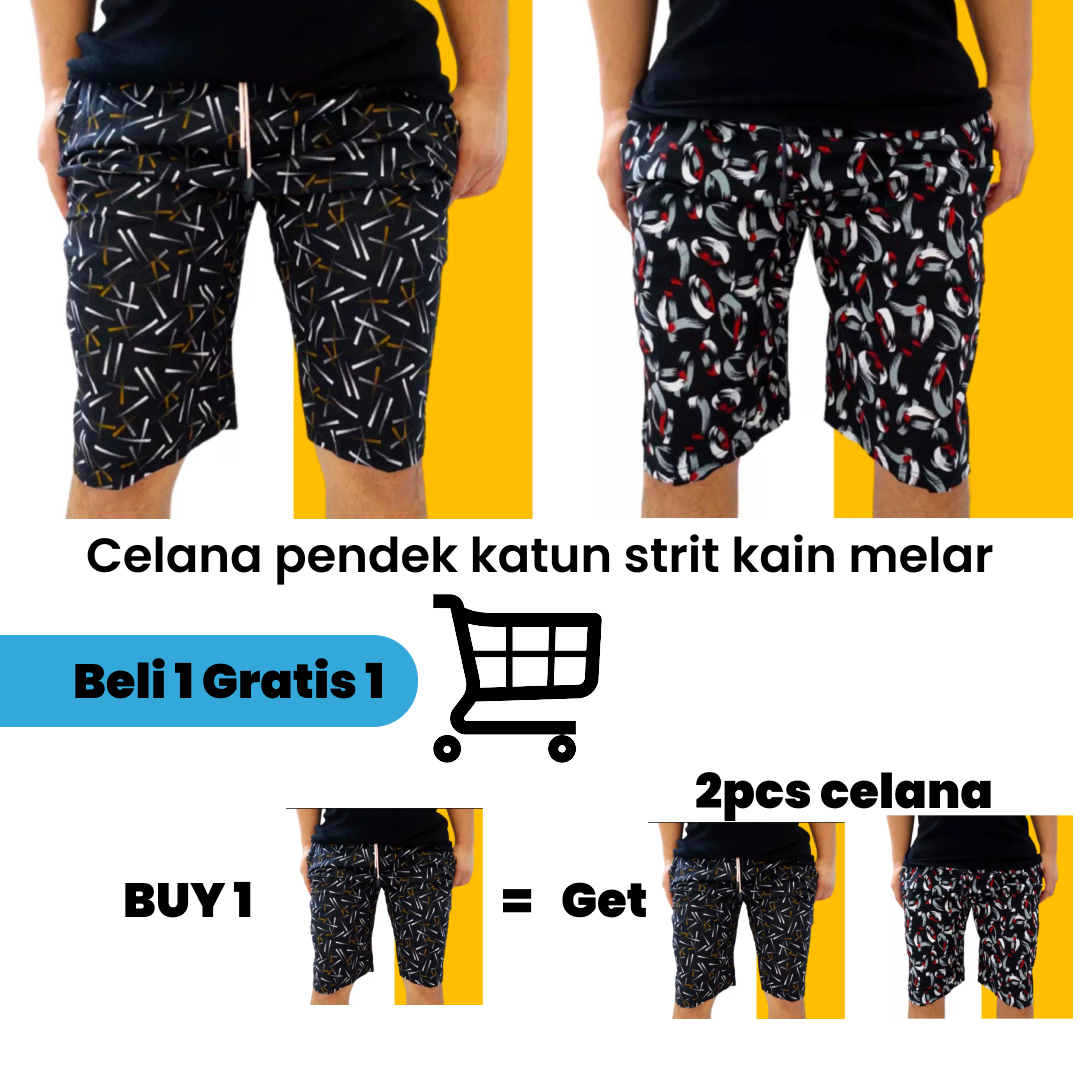 Celana pendek katun strit kain melar
Beli 1 Gratis 1
2pcs celana
BUY 1
=
Get